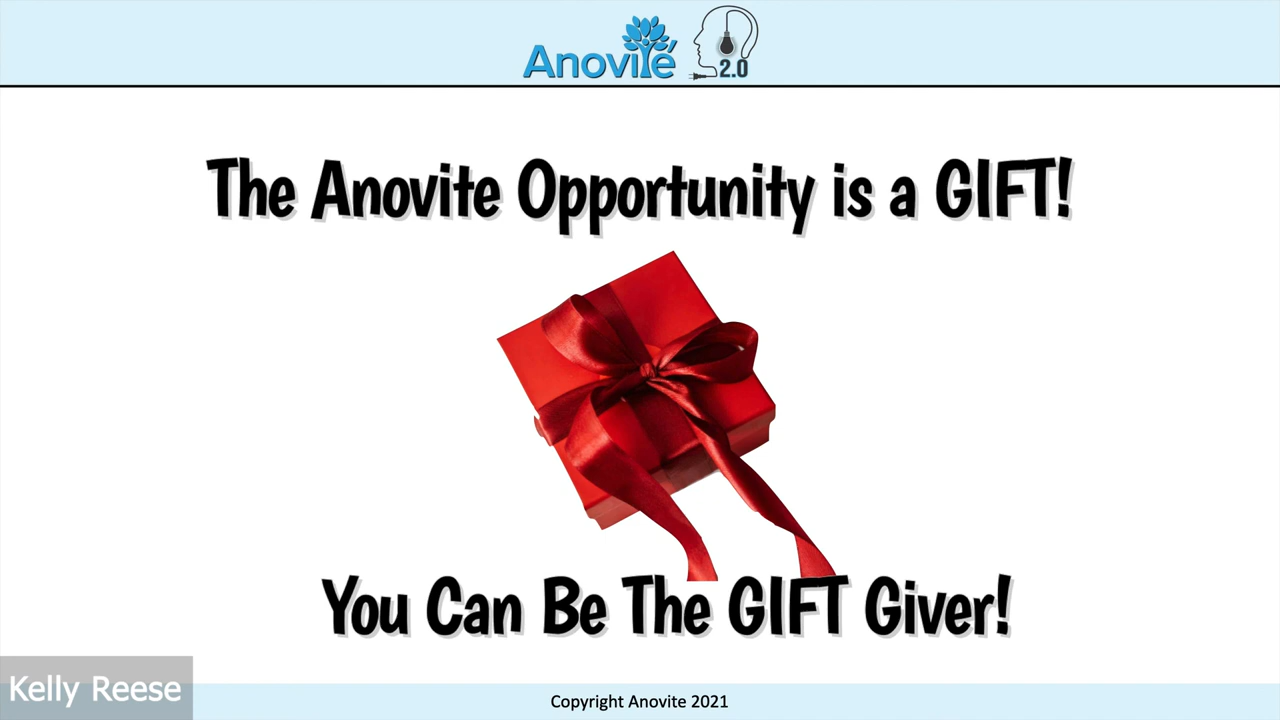 Anovite
2.0
The Anovite Opportunity is a GIFT!
You Can Be The GIFT Giver!
Kelly Reese
Copyright Anovite 2021